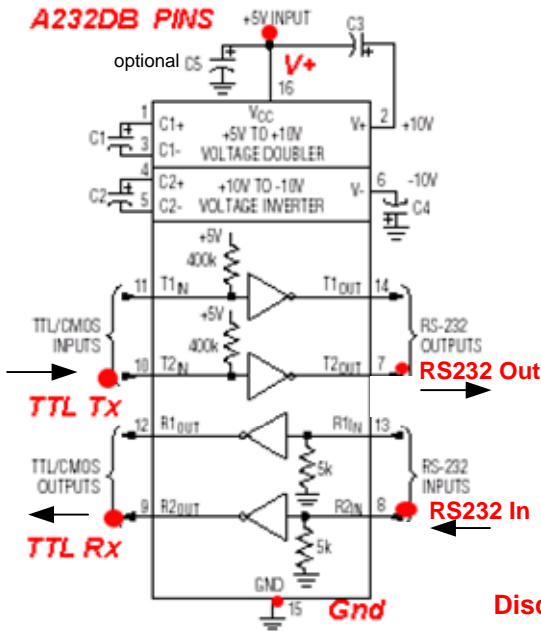 A232DB PINS
+5V INPUT
C3
optional C5
V+
16
1
C1+
VCC
V+
2
+10V
C1
+5V TO +10V
3
C1-
VOLTAGE DOUBLER
4
C2+
+10V TO -10V
V-
6
-10V
C2
5
C2-
VOLTAGE INVERTER
C4
+5V
400k
11
T1IN
T1OUT
14
+5V
TTL/CMOS
INPUTS
400k
RS-232
OUTPUTS
10
T2IN
T2OUT
7
RS232 Out
TTL Tx
12
R1OUT
R1IN
13
TTL/CMOS
OUTPUTS
5k
RS-232
INPUTS
9
R2OUT
R2IN
8
RS232 In
TTL Rx
5k
GND
15
Gnd
Disc